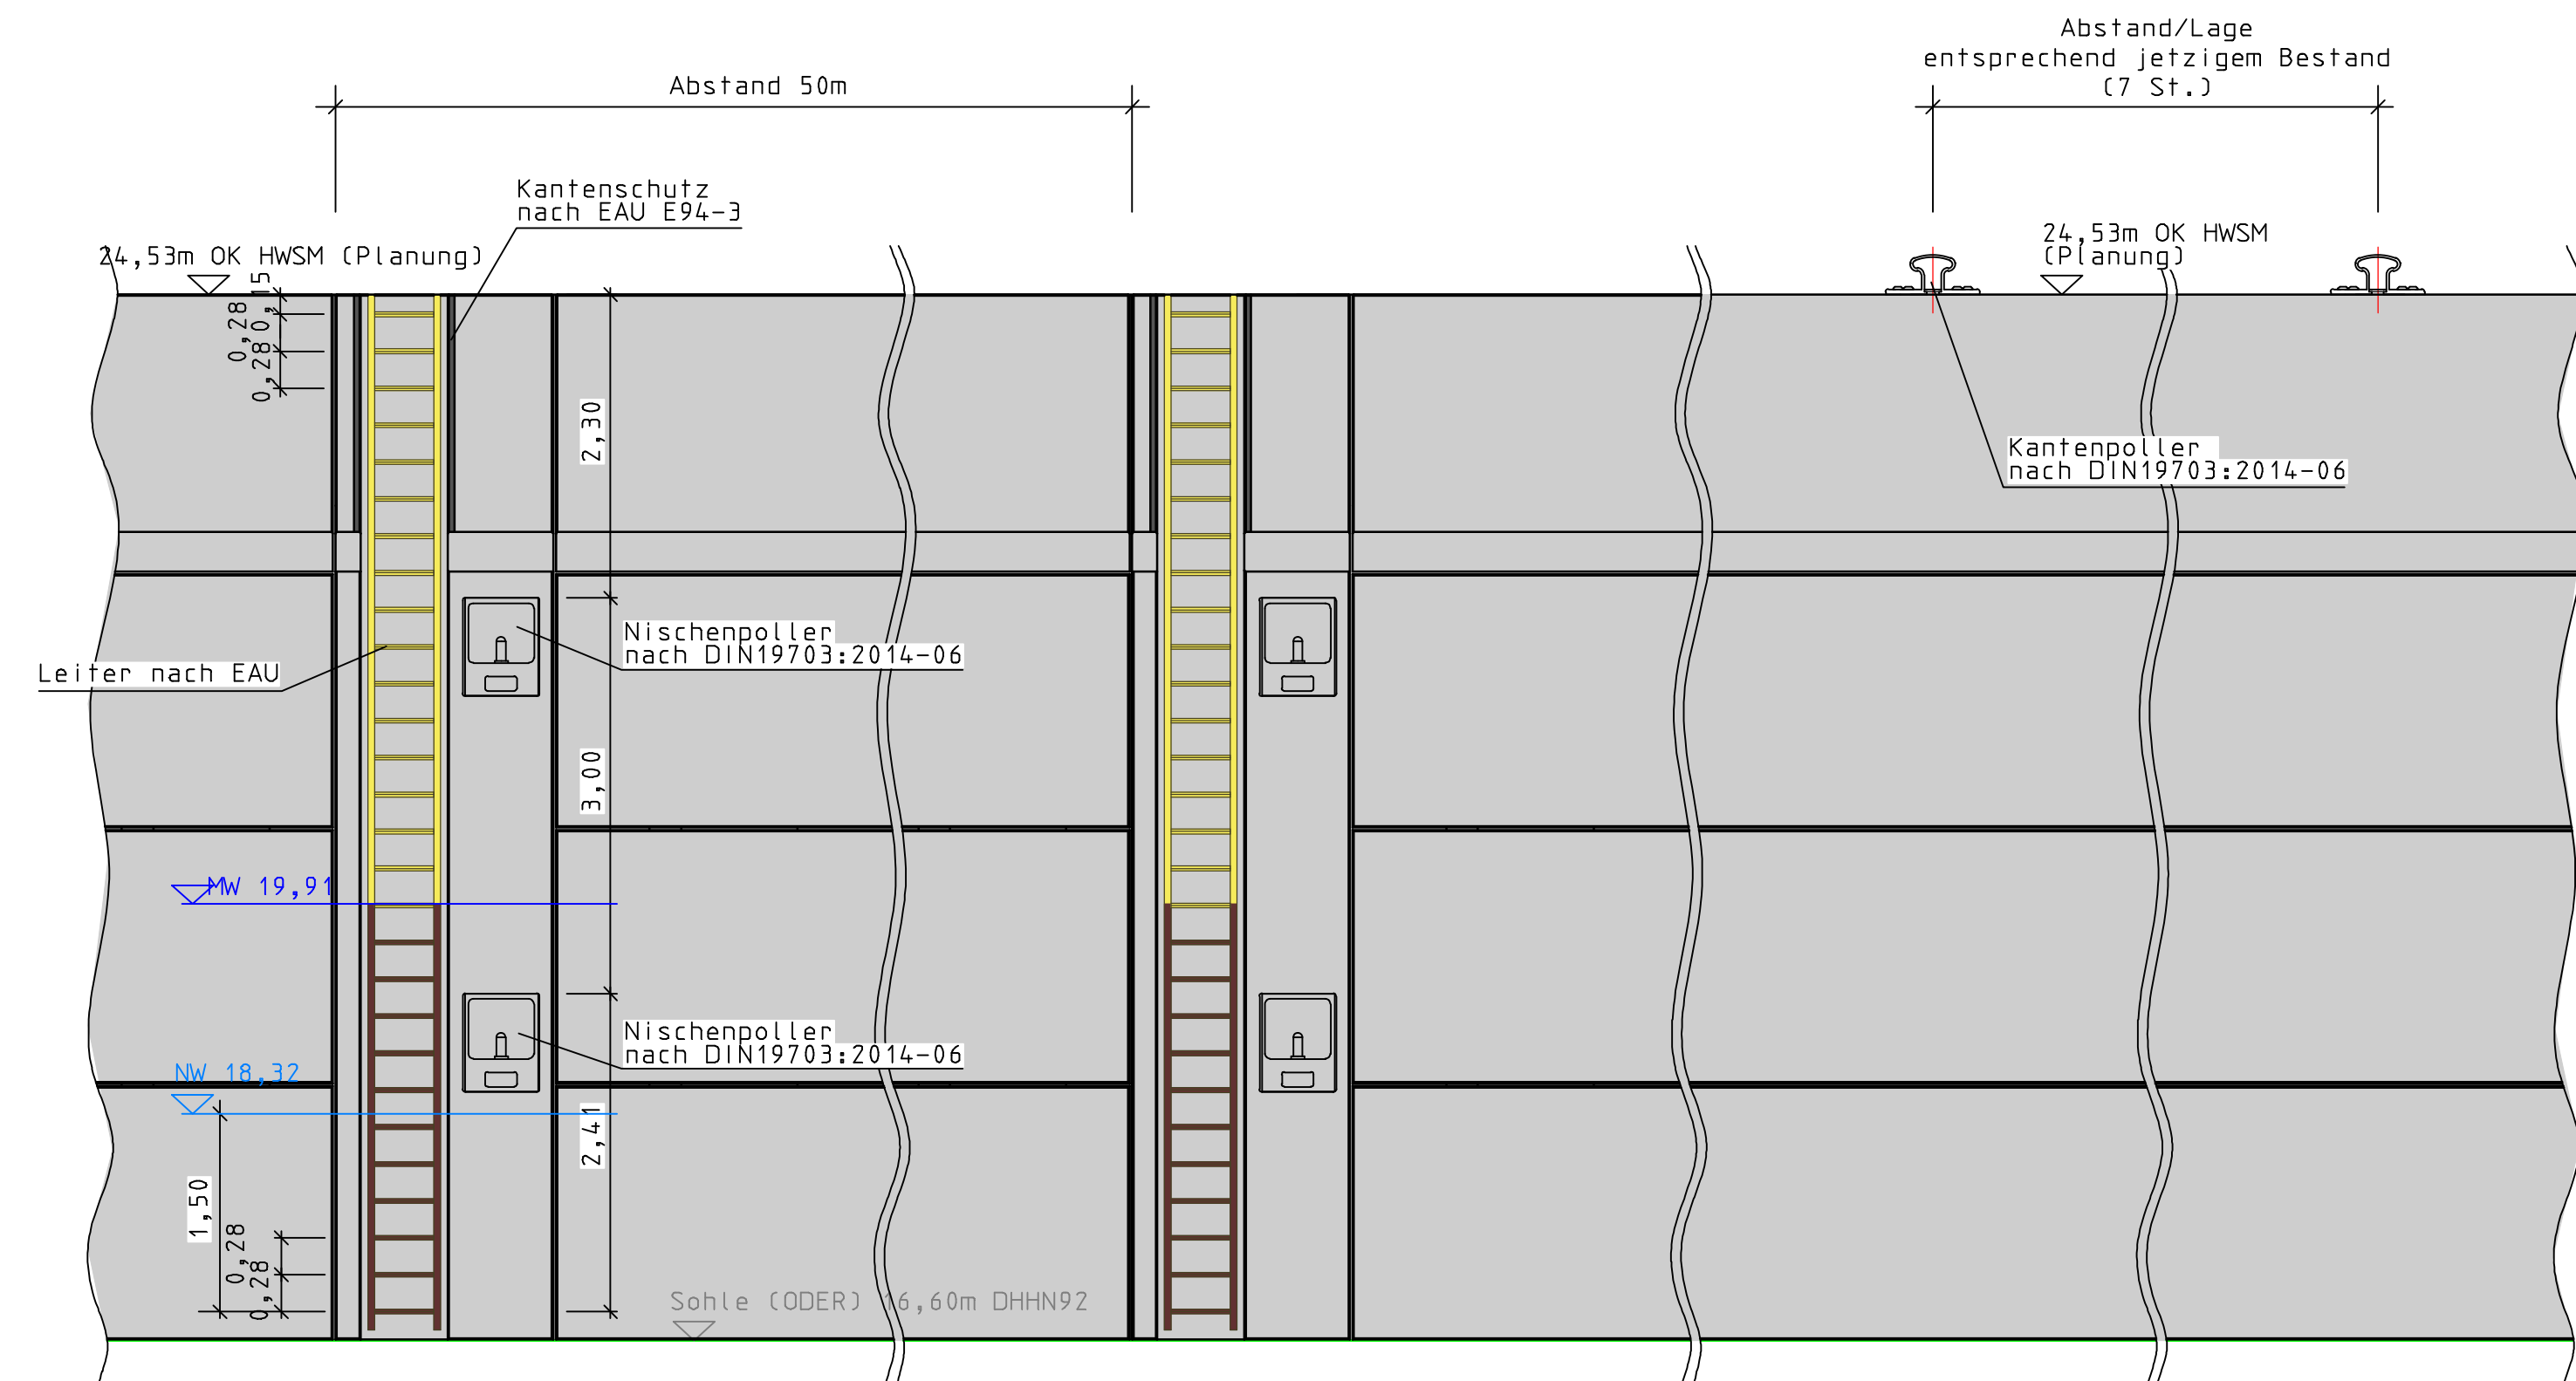 Abstand/Lage
entsprechend jetzigem Bestand
(7 St.)
Abstand 50m
Kantenschutz
nach EAU E94-3
24,53m OK HWSM (Planung)
24,53m OK HWSM
(Planung)
0,15
0,28
0,28
2,30
Kantenpoller
nach DIN19703:2014-06
Nischenpoller
nach DIN19703:2014-06
Leiter nach EAU
3,00
MW 19,91
Nischenpoller
nach DIN19703:2014-06
NW 18,32
2,41
1,50
0,28
0,28
Sohle (ODER) 16,60m DHHN92